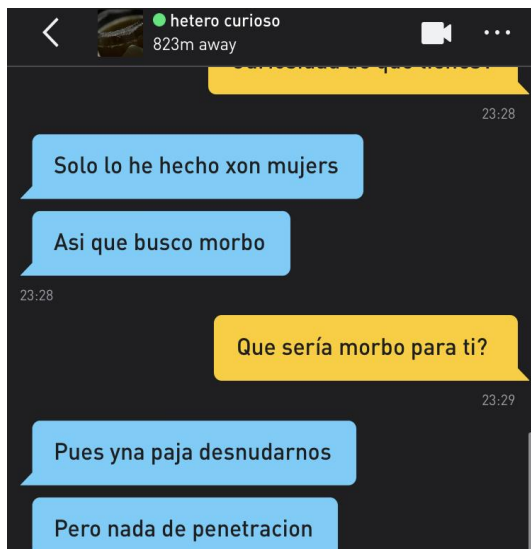 hetero curioso
823m away
23:28
Solo lo he hecho xon mujers
Asi que busco morbo
23:28
Que sería morbo para ti?
23:29
Pues yna paja desnudarnos
Pero nada de penetracion